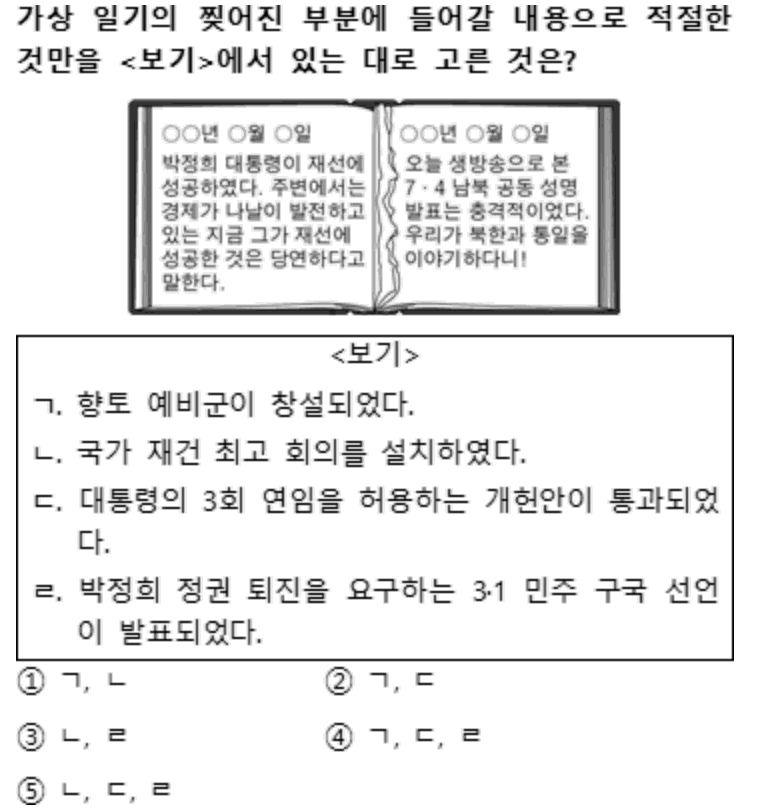 가상 일기의 찢어진 부분에 들어갈 내용으로 적절한
것만을 <보기>에서 있는 대로 고른 것은?
○○년 ○월 ○일
박정희 대통령이 재선에
성공하였다. 주변에서는
경제가 나날이 발전하고
있는 지금 그가 재선에
성공한 것은 당연하다고
말한다.
○○년 ○월 ○일
오늘 생방송으로 본
7·4 남북 공동 성명
발표는 충격적이었다.
우리가 북한과 통일을
이야기하다니!
<보기>
ㄱ. 향토 예비군이 창설되었다.
ㄴ. 국가 재건 최고 회의를 설치하였다.
ㄷ. 대통령의 3회 연임을 허용하는 개헌안이 통과되었
다.
ㄹ. 박정희 정권 퇴진을 요구하는 3·1 민주 구국 선언
이 발표되었다.
① ㄱ, ㄴ ② ㄱ, ㄷ
③ ㄴ, ㄹ ④ ㄱ, ㄷ, ㄹ
⑤ ㄴ, ㄷ, ㄹ